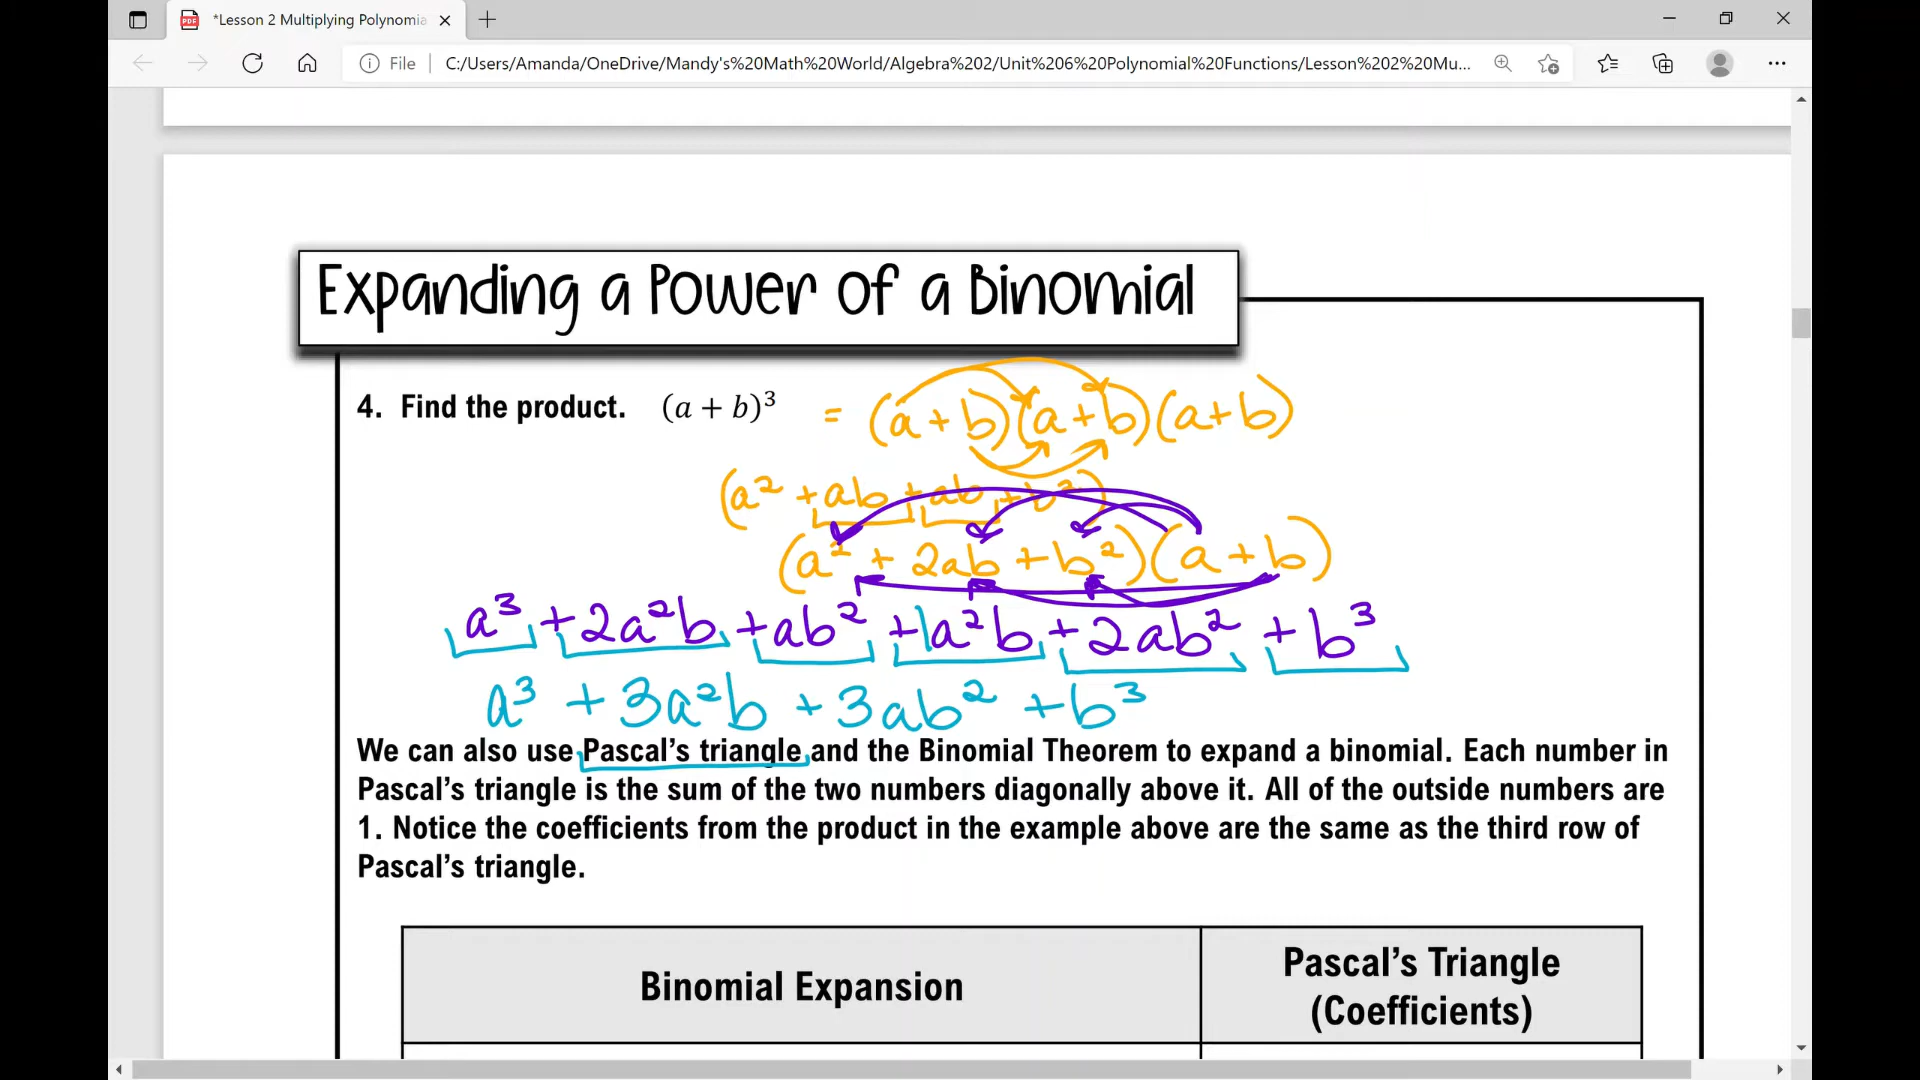 *Lesson 2 Multiplying Polynomia
File C:/Users/Amanda/OneDrive/Mandy's%20Math%20World/Algebra%202/Unit%206%20Polynomial%20Functions/Lesson%202%20Mu...
Expanding a Power of a Binomial
4. Find the product. (a + b)³ = (a+b)(a+b)(a+b)
(a² +ab +ab +b²)
(a² + 2ab + b²)(a+b)
a³ +2a²b +ab² +1a²b +2ab² +b³
a³ +3a²b +3ab² +b³
We can also use Pascal's triangle and the Binomial Theorem to expand a binomial. Each number in
Pascal's triangle is the sum of the two numbers diagonally above it. All of the outside numbers are
1. Notice the coefficients from the product in the example above are the same as the third row of
Pascal's triangle.
Binomial Expansion
Pascal's Triangle
(Coefficients)